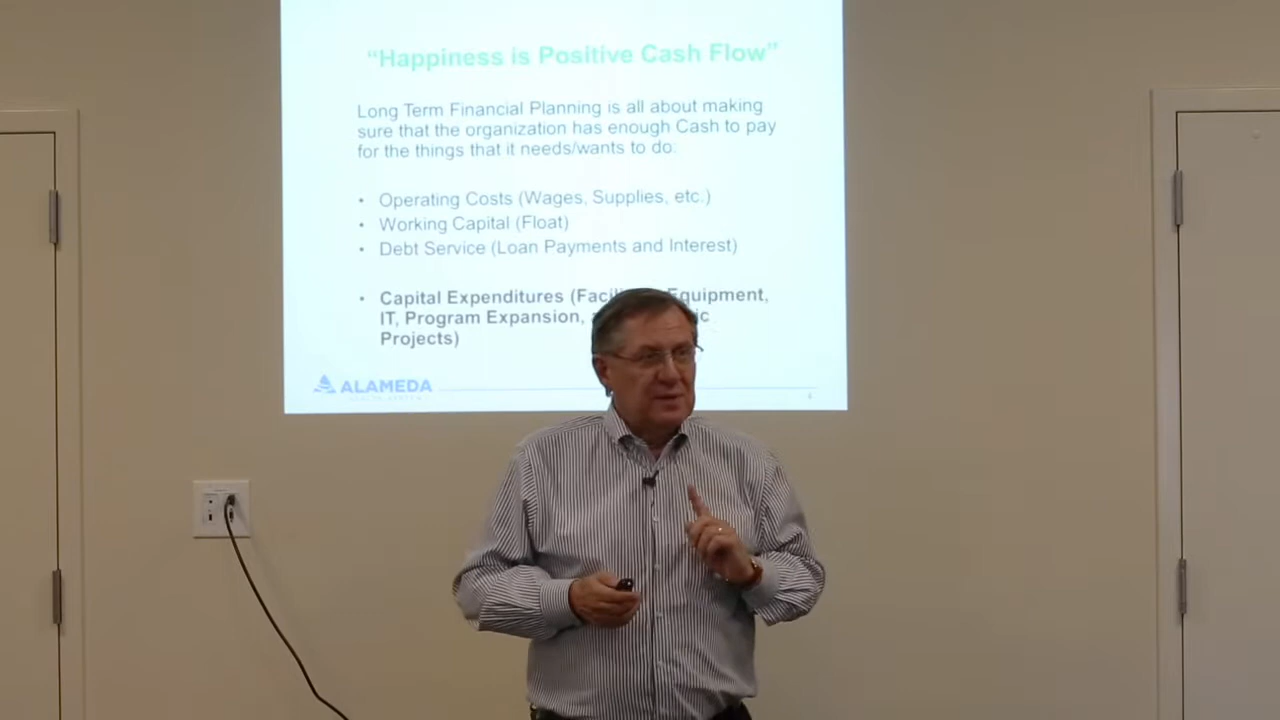 “Happiness is Positive Cash Flow”
Long Term Financial Planning is all about making
sure that the organization has enough Cash to pay
for the things that it needs/wants to do:
• Operating Costs (Wages, Supplies, etc.)
• Working Capital (Float)
• Debt Service (Loan Payments and Interest)
• Capital Expenditures (Equipment,
IT, Program Expansion,
Projects)
ALAMEDA
HEALTH SYSTEM